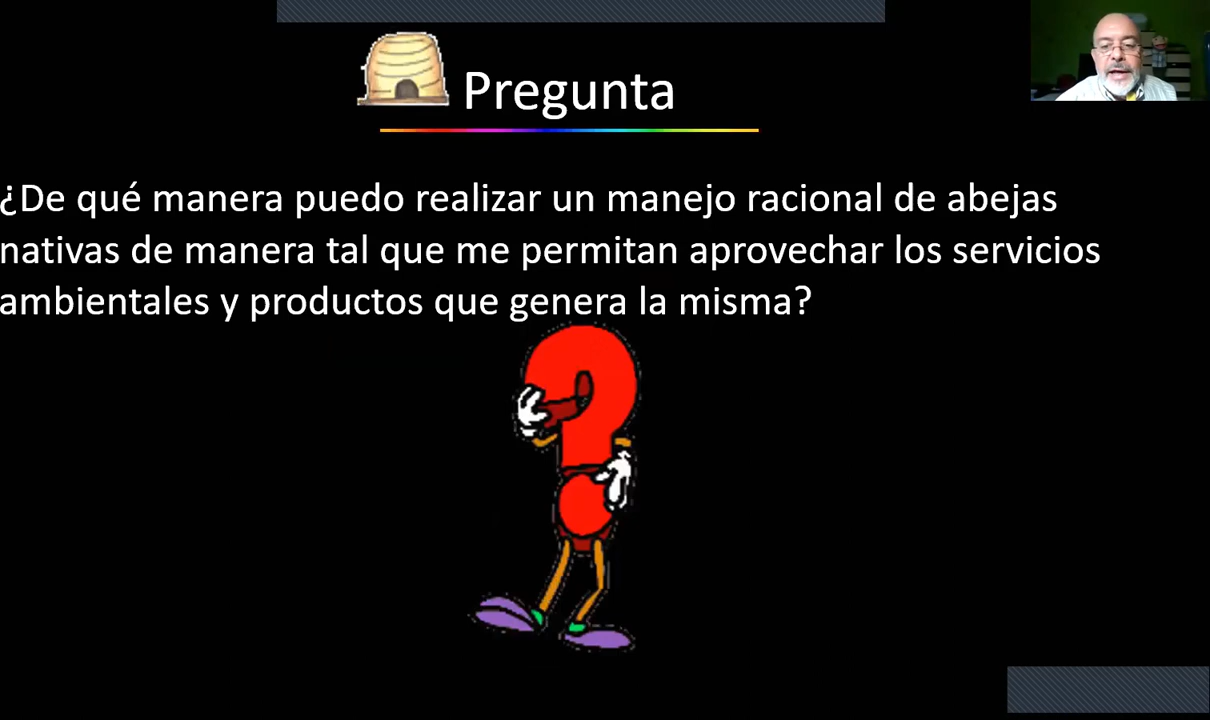 Pregunta
¿De qué manera puedo realizar un manejo racional de abejas
nativas de manera tal que me permitan aprovechar los servicios
ambientales y productos que genera la misma?